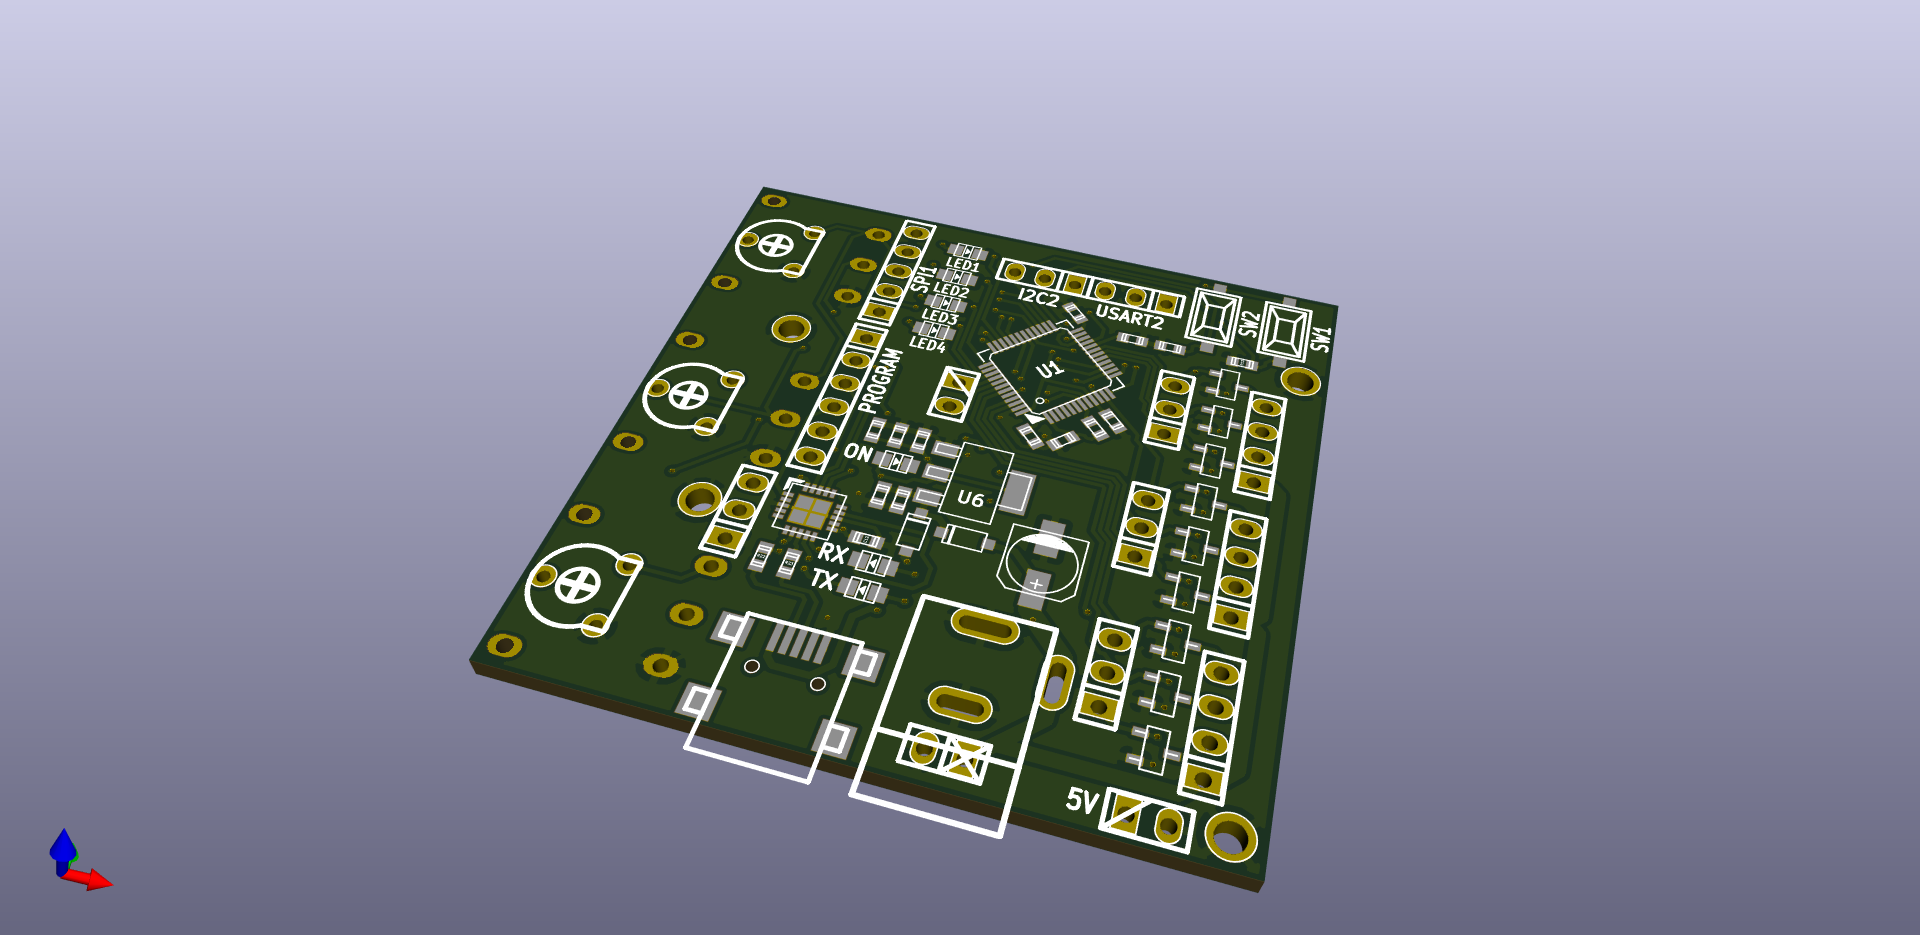 SPI1
LED1
LED2
LED3
LED4
I2C2
USART2
SW2
SW1
U1
PROGRAM
ON
U6
RX
TX
+
5V